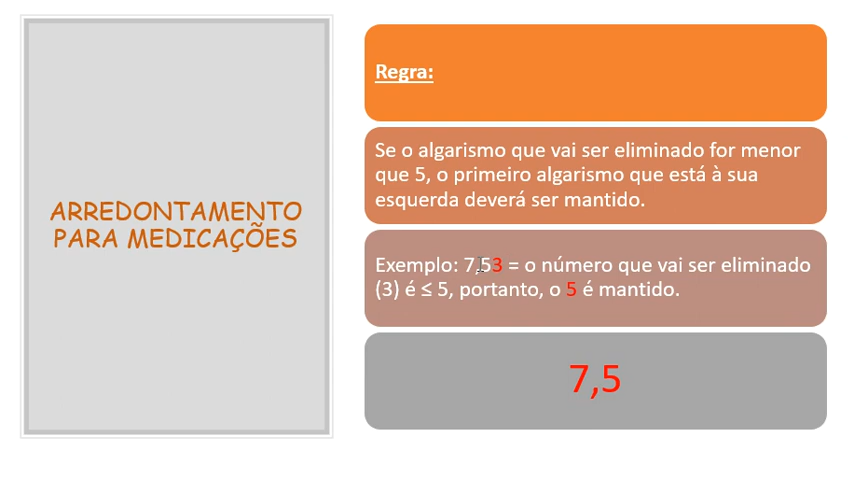 ARREDONTAMENTO
PARA MEDICAÇÕES
Regra:
Se o algarismo que vai ser eliminado for menor
que 5, o primeiro algarismo que está à sua
esquerda deverá ser mantido.
Exemplo: 7,53 = o número que vai ser eliminado
(3) é ≤ 5, portanto, o 5 é mantido.
7,5